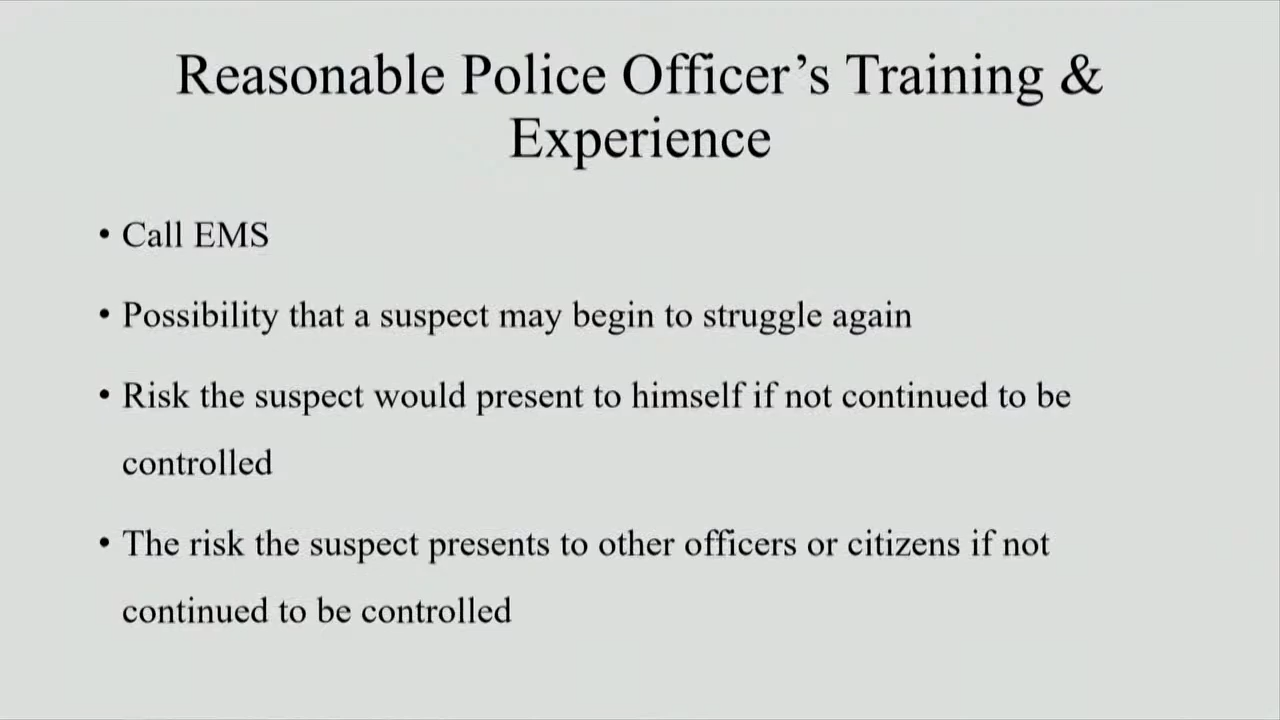 Reasonable Police Officer’s Training &
Experience
• Call EMS
• Possibility that a suspect may begin to struggle again
• Risk the suspect would present to himself if not continued to be
controlled
• The risk the suspect presents to other officers or citizens if not
continued to be controlled